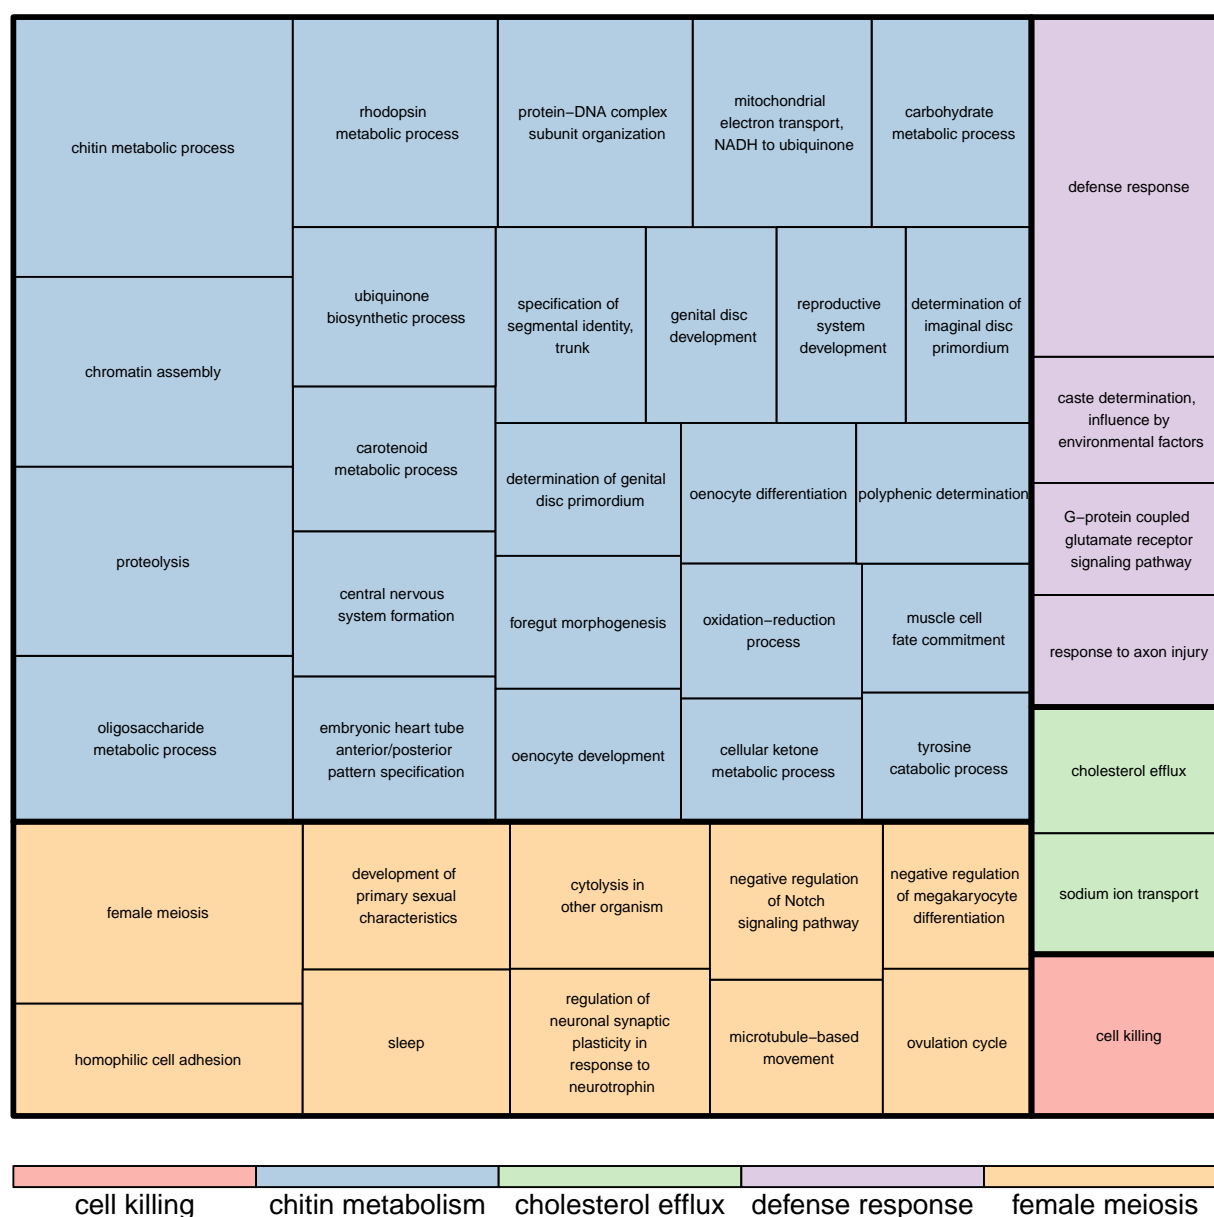 chitin metabolic process
rhodopsin
metabolic process
protein−DNA complex
subunit organization
mitochondrial
electron transport,
NADH to ubiquinone
carbohydrate
metabolic process
defense response
chromatin assembly
ubiquinone
biosynthetic process
specification of
segmental identity,
trunk
genital disc
development
reproductive
system
development
determination of
imaginal disc
primordium
caste determination,
influence by
environmental factors
carotenoid
metabolic process
determination of genital
disc primordium
oenocyte differentiation
polyphenic determination
G−protein coupled
glutamate receptor
signaling pathway
proteolysis
central nervous
system formation
foregut morphogenesis
oxidation−reduction
process
muscle cell
fate commitment
response to axon injury
oligosaccharide
metabolic process
embryonic heart tube
anterior/posterior
pattern specification
oenocyte development
cellular ketone
metabolic process
tyrosine
catabolic process
cholesterol efflux
female meiosis
development of
primary sexual
characteristics
cytolysis in
other organism
negative regulation
of Notch
signaling pathway
negative regulation
of megakaryocyte
differentiation
sodium ion transport
homophilic cell adhesion
sleep
regulation of
neuronal synaptic
plasticity in
response to
neurotrophin
microtubule−based
movement
ovulation cycle
cell killing
cell killing
chitin metabolism
cholesterol efflux
defense response
female meiosis